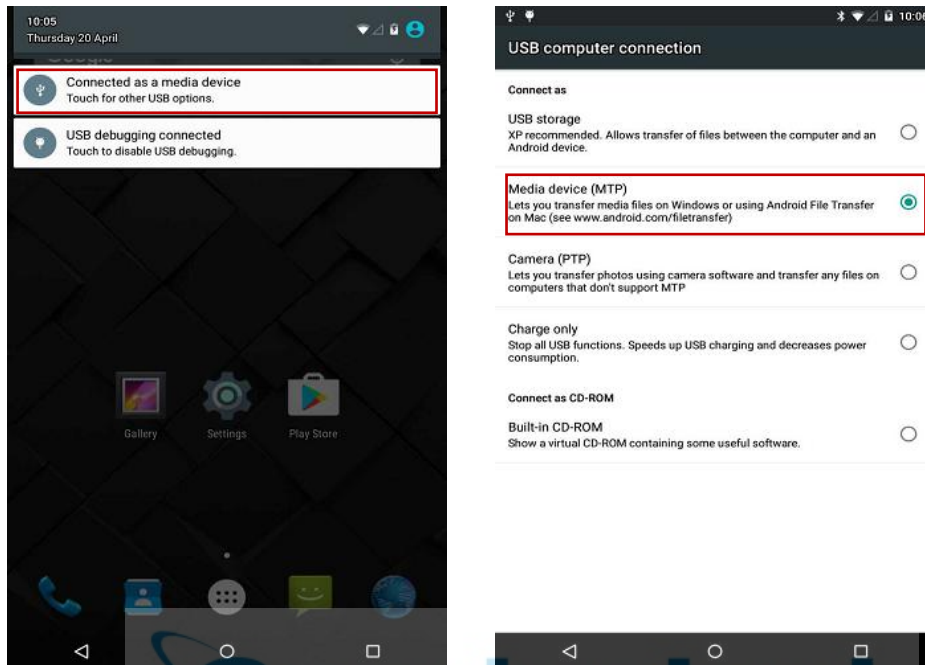 10:05
Thursday 20 April
Connected as a media device
Touch for other USB options.
USB debugging connected
Touch to disable USB debugging.
Gallery Settings Play Store
10:06
USB computer connection
Connect as
USB storage
XP recommended. Allows transfer of files between the computer and an
Android device.
Media device (MTP)
Lets you transfer media files on Windows or using Android File Transfer
on Mac (see www.android.com/filetransfer)
Camera (PTP)
Lets you transfer photos using camera software and transfer any files on
computers that don't support MTP
Charge only
Stop all USB functions. Speeds up USB charging and decreases power
consumption.
Connect as CD-ROM
Built-in CD-ROM
Show a virtual CD-ROM containing some useful software.